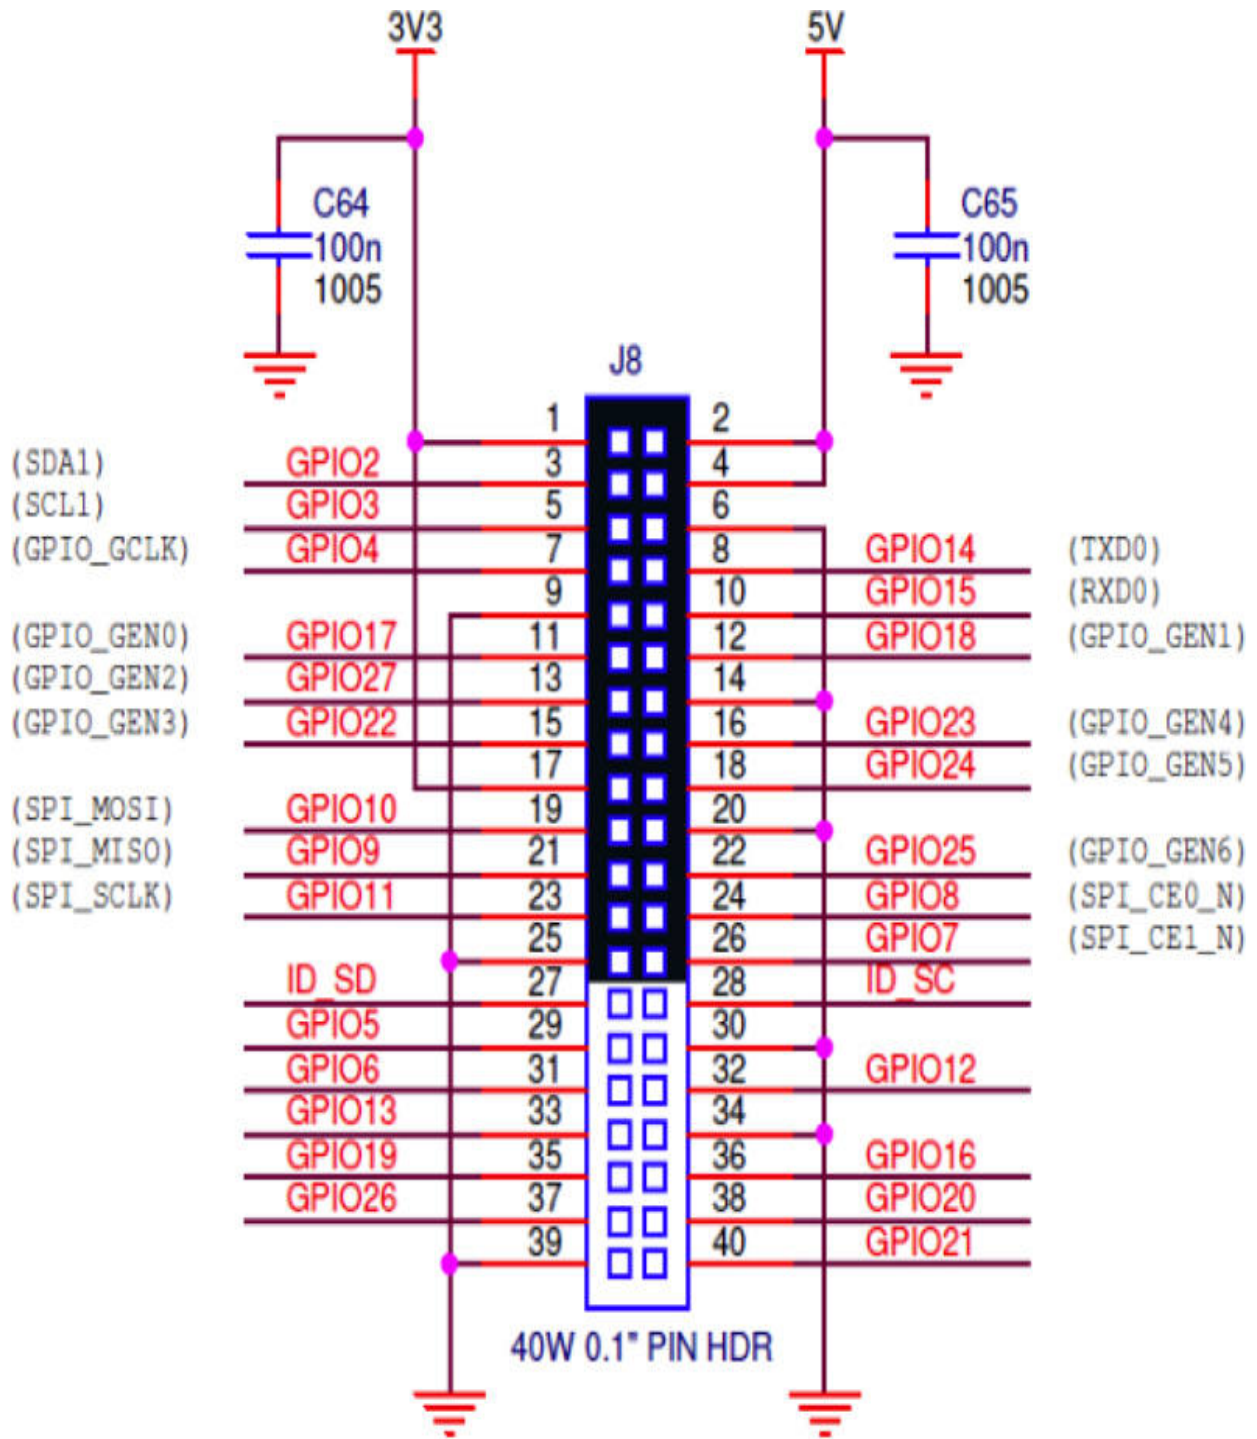 3V3 5V
C64 C65
100n 100n
1005 1005
J8
1 2
(SDA1) GPIO2 3 4
(SCL1) GPIO3 5 6
(GPIO_GCLK) GPIO4 7 8 GPIO14 (TXD0)
9 10 GPIO15 (RXD0)
(GPIO_GEN0) GPIO17 11 12 GPIO18 (GPIO_GEN1)
(GPIO_GEN2) GPIO27 13 14
(GPIO_GEN3) GPIO22 15 16 GPIO23 (GPIO_GEN4)
17 18 GPIO24 (GPIO_GEN5)
(SPI_MOSI) GPIO10 19 20
(SPI_MISO) GPIO9 21 22 GPIO25 (GPIO_GEN6)
(SPI_SCLK) GPIO11 23 24 GPIO8 (SPI_CE0_N)
25 26 GPIO7 (SPI_CE1_N)
ID_SD 27 28 ID_SC
GPIO5 29 30
GPIO6 31 32 GPIO12
GPIO13 33 34
GPIO19 35 36 GPIO16
GPIO26 37 38 GPIO20
39 40 GPIO21
40W 0.1" PIN HDR